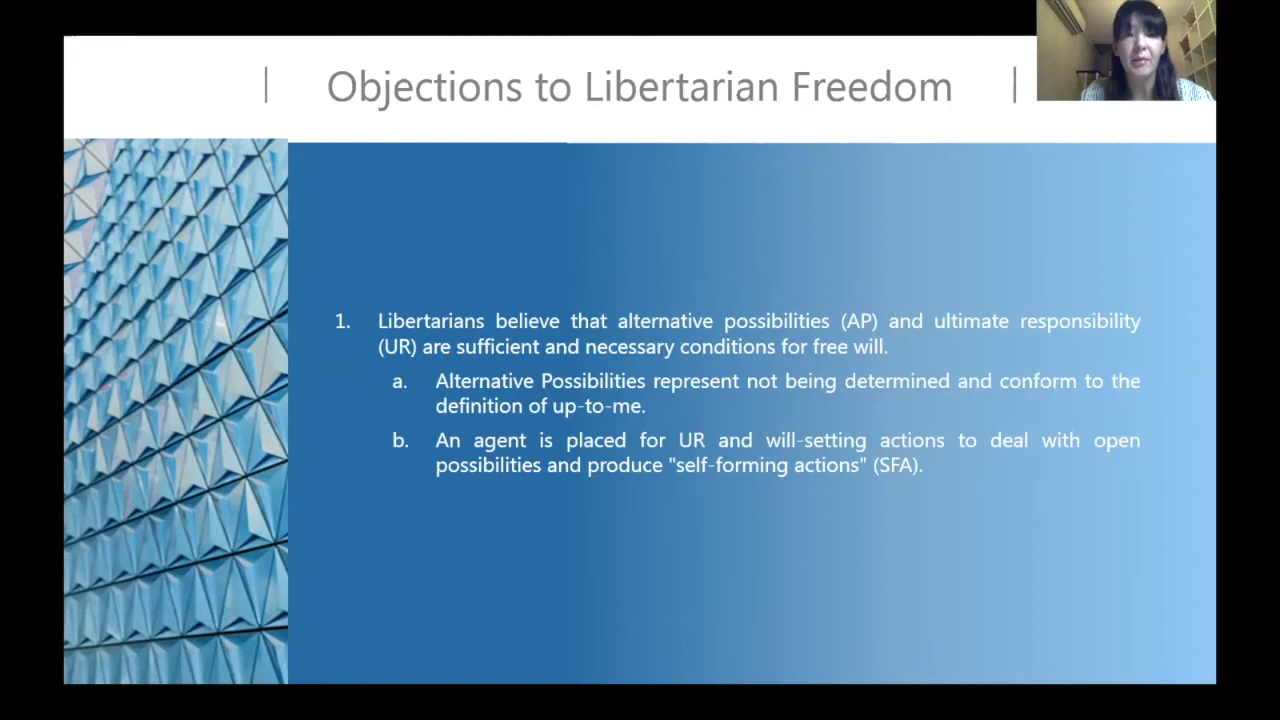 Objections to Libertarian Freedom
1. Libertarians believe that alternative possibilities (AP) and ultimate responsibility
(UR) are sufficient and necessary conditions for free will.
a. Alternative Possibilities represent not being determined and conform to the
definition of up-to-me.
b. An agent is placed for UR and will-setting actions to deal with open
possibilities and produce "self-forming actions" (SFA).